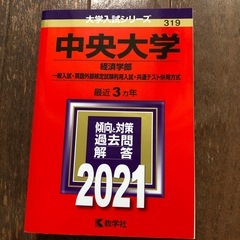 大学入試シリーズ
319
中央大学
経済学部
一般入試・英語外部検定試験利用入試・共通テスト併用方式
最近3カ年
傾向と対策
過去問
解答
2021
教学社